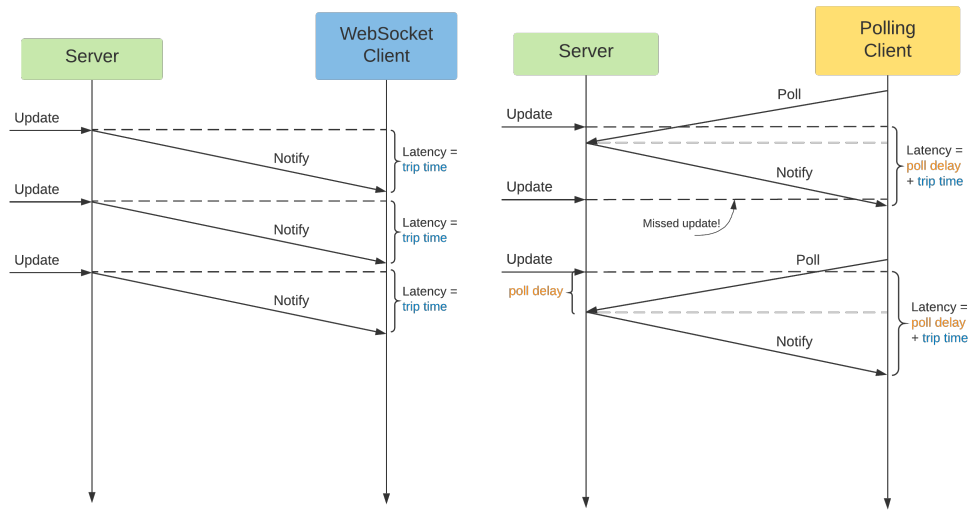 Server
WebSocket
Client
Update
Notify
Latency =
trip time
Update
Notify
Latency =
trip time
Update
Notify
Latency =
trip time
Server
Polling
Client
Poll
Update
Notify
Latency =
poll delay
+ trip time
Update
Missed update!
Update
Poll
poll delay
Notify
Latency =
poll delay
+ trip time